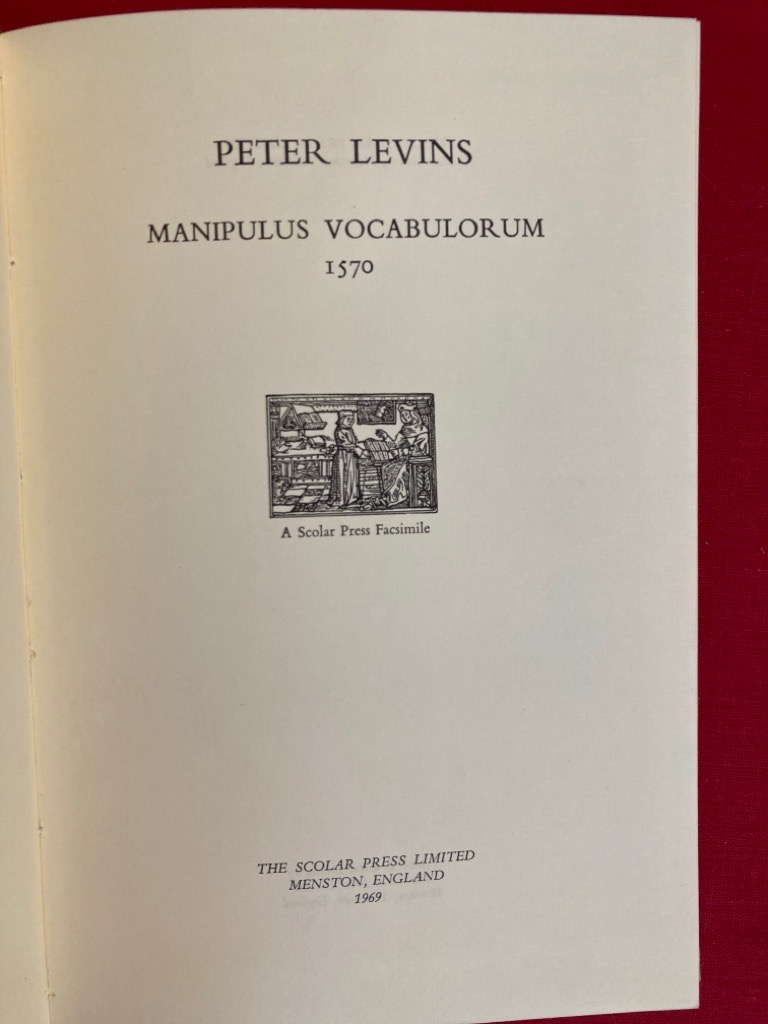 PETER LEVINS
MANIPULUS VOCABULORUM
1570
A Scolar Press Facsimile
THE SCOLAR PRESS LIMITED
MENSTON, ENGLAND
1969